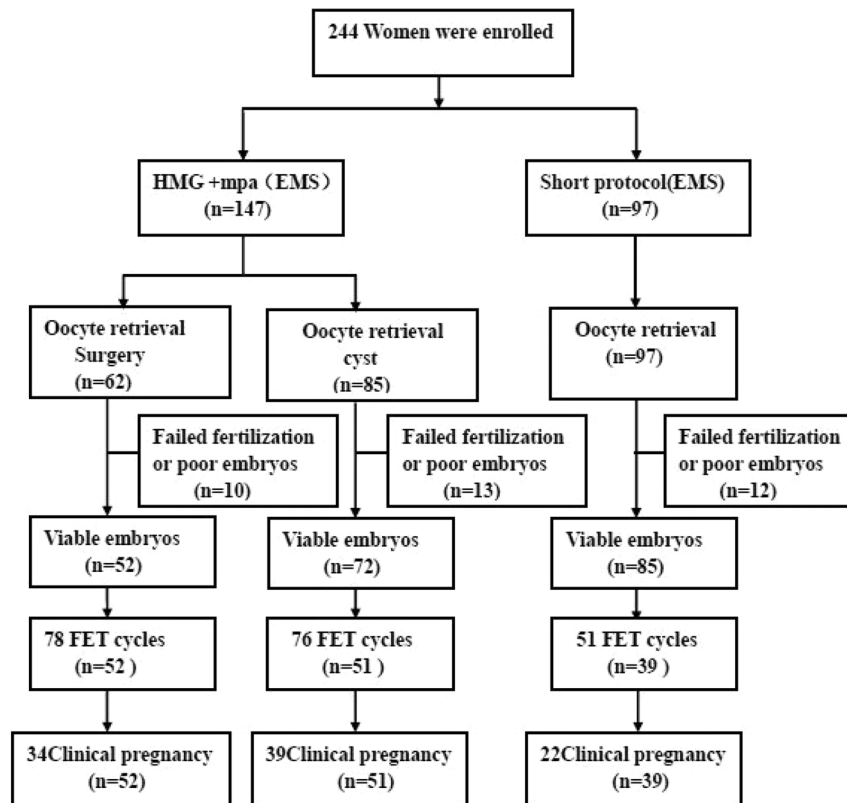 244 Women were enrolled
HMG +mpa（EMS）
(n=147)
Short protocol(EMS)
(n=97)
Oocyte retrieval
Surgery
(n=62)
Oocyte retrieval
cyst
(n=85)
Oocyte retrieval
(n=97)
Failed fertilization
or poor embryos
(n=10)
Failed fertilization
or poor embryos
(n=13)
Failed fertilization
or poor embryos
(n=12)
Viable embryos
(n=52)
Viable embryos
(n=72)
Viable embryos
(n=85)
78 FET cycles
(n=52 )
76 FET cycles
(n=51 )
51 FET cycles
(n=39 )
34Clinical pregnancy
(n=52)
39Clinical pregnancy
(n=51)
22Clinical pregnancy
(n=39)